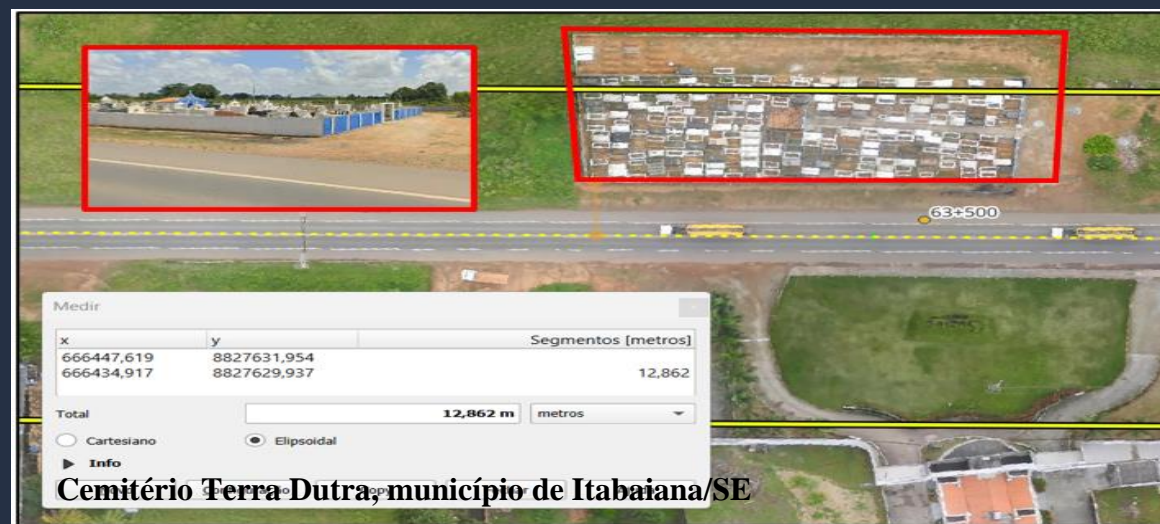 63+500
Medir
x y Segmentos [metros]
666447,619 8827631,954
666434,917 8827629,937 12,862
Total 12,862 m metros
Cartesiano Elipsoidal
Info
Cemitério Terra Dutra, município de Itabaiana/SE